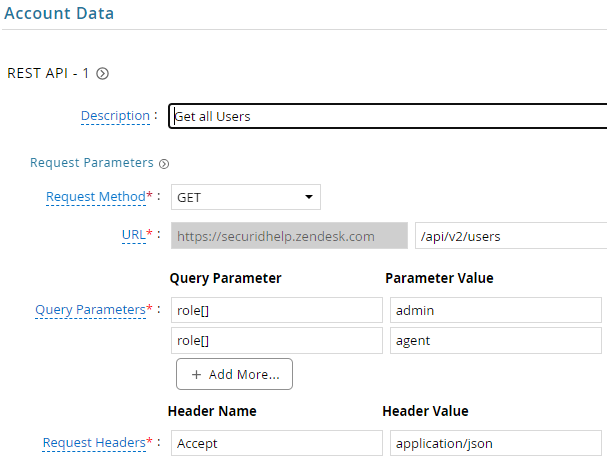 Account Data
REST API - 1
Description :
Get all Users
Request Parameters
Request Method* :
GET
URL* :
https://securidhelp.zendesk.com
/api/v2/users
Query Parameter Parameter Value
Query Parameters* :
role[] admin
role[] agent
+ Add More...
Header Name Header Value
Request Headers* :
Accept application/json